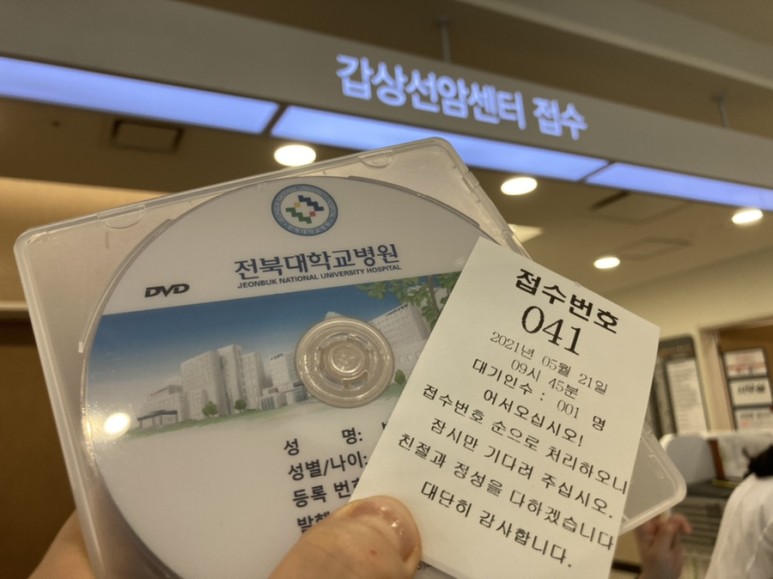 갑상선암센터 접수
전북대학교병원
JEONBUK NATIONAL UNIVERSITY HOSPITAL
DVD
성 명:
성별/나이:
등록 번호
접수번호
041
2021년 05월 21일
09시 45분
대기인수 : 001 명
어서오십시오!
접수번호 순으로 처리하오니
잠시만 기다려 주십시오.
친절과 정성을 다하겠습니다
대단히 감사합니다.